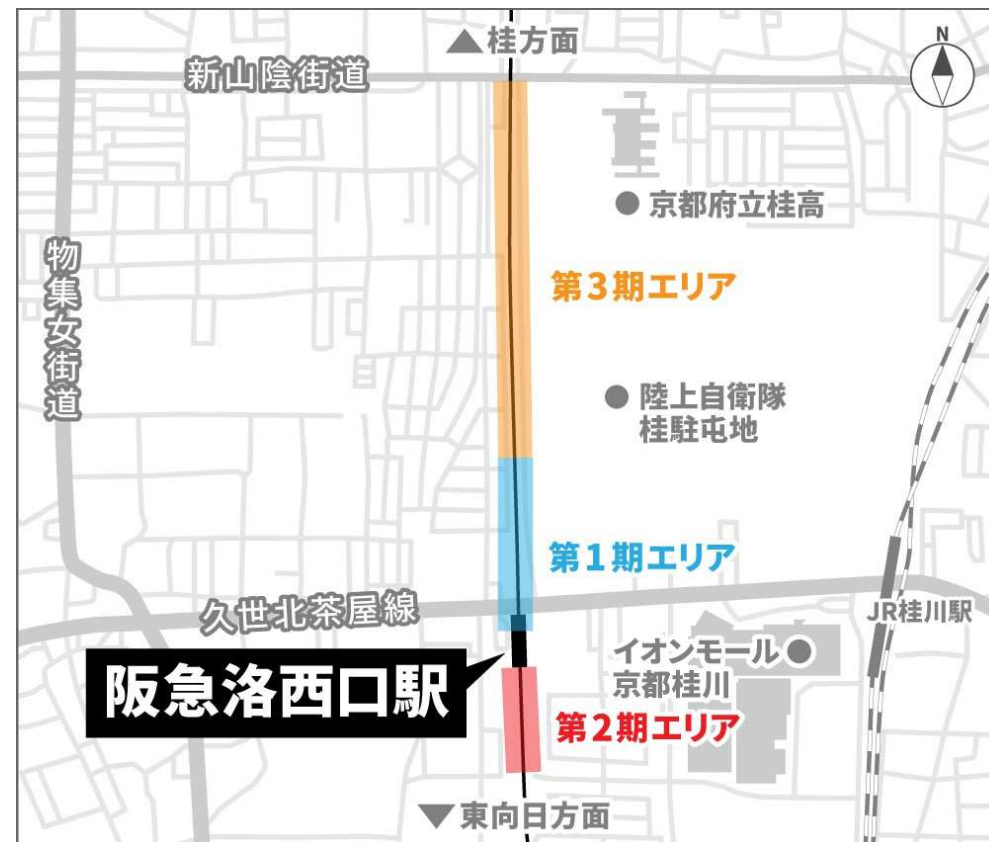 ▲桂方面
N
新山陰街道
京都府立桂高
物集女街道
第3期エリア
陸上自衛隊
桂駐屯地
第1期エリア
久世北茶屋線
JR桂川駅
イオンモール
京都桂川
阪急洛西口駅
第2期エリア
▼東向日方面